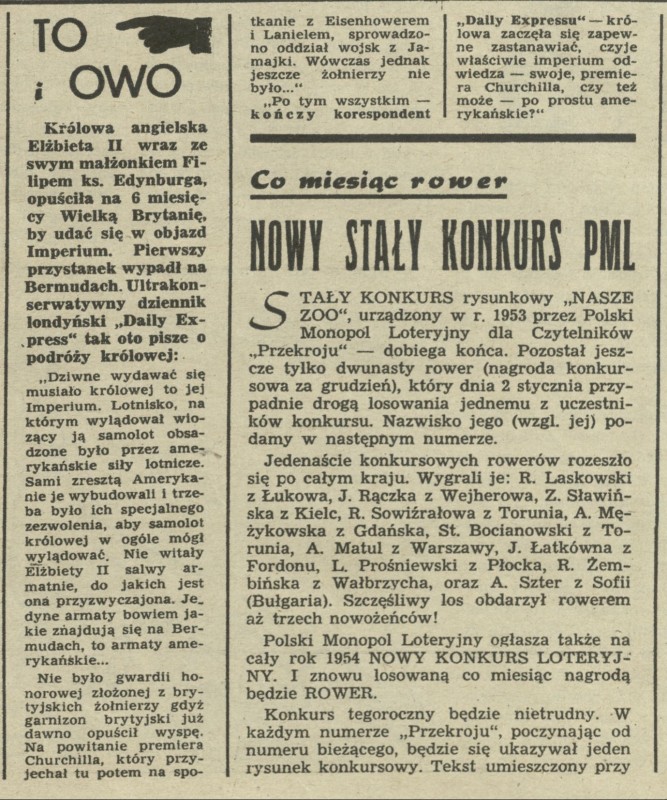 TO
i OWO
Królowa angielska
Elżbieta II wraz ze
swym małżonkiem Fi-
lipem ks. Edynburga,
opuściła na 6 miesię-
cy Wielką Brytanię,
by udać się w objazd
Imperium. Pierwszy
przystanek wypadł na
Bermudach. Ultrakon-
serwatywny dziennik
londyński „Daily Ex-
press" tak oto pisze o
podróży królowej:
„Dziwne wydawać się
musiało królowej to jej
Imperium. Lotnisko, na
którym wylądował wio-
zący ją samolot obsa-
dzone było przez ame-
rykańskie siły lotnicze.
Sami zresztą Ameryka-
nie je wybudowali i trze-
ba było ich specjalnego
zezwolenia, aby samolot
królowej w ogóle mógł
wylądować. Nie witały
Elżbiety II salwy ar-
matnie, do jakich jest
ona przyzwyczajona. Je-
dyne armaty bowiem ja-
kie znajdują się na Ber-
mudach, to armaty ame-
rykańskie...
Nie było gwardii ho-
norowej złożonej z bry-
tyjskich żołnierzy gdyż
garnizon brytyjski już
dawno opuścił wyspę.
Na powitanie premiera
Churchilla, który przy-
jechał tu potem na spo-
tkanie z Eisenhowerem
i Lanielem, sprowadzo-
no oddział wojsk z Ja-
majki. Wówczas jednak
jeszcze żołnierzy nie
było..."
„Po tym wszystkim —
kończy korespondent
„Daily Expressu" — kró-
lowa zaczęła się zapew-
ne zastanawiać, czyje
właściwie imperium od-
wiedza — swoje, premie-
ra Churchilla, czy też
może — po prostu ame-
rykańskie?"
Co miesiąc rower
NOWY STAŁY KONKURS PML
STAŁY KONKURS rysunkowy „NASZE
ZOO", urządzony w r. 1953 przez Polski
Monopol Loteryjny dla Czytelników
„Przekroju" — dobiega końca. Pozostał jesz-
cze tylko dwunasty rower (nagroda konkur-
sowa za grudzień), który dnia 2 stycznia przy-
padnie drogą losowania jednemu z uczestni-
ków konkursu. Nazwisko jego (wzgl. jej) po-
damy w następnym numerze.
Jedenaście konkursowych rowerów rozeszło
się po całym kraju. Wygrali je: R. Laskowski
z Łukowa, J. Rączka z Wejherowa, Z. Sławiń-
ska z Kielc, R. Sowiźrałowa z Torunia, A. Mę-
żykowska z Gdańska, St. Bocianowski z To-
runia, A. Matul z Warszawy, J. Łatkówna z
Fordonu, L. Prośniewski z Płocka, R. Żem-
bińska z Wałbrzycha, oraz A. Szter z Sofii
(Bułgaria). Szczęśliwy los obdarzył rowerem
aż trzech nowożeńców!
Polski Monopol Loteryjny ogłasza także na
cały rok 1954 NOWY KONKURS LOTERYJ-
NY. I znowu losowaną co miesiąc nagrodą
będzie ROWER.
Konkurs tegoroczny będzie nietrudny. W
każdym numerze „Przekroju", poczynając od
numeru bieżącego, będzie się ukazywał jeden
rysunek konkursowy. Tekst umieszczony przy